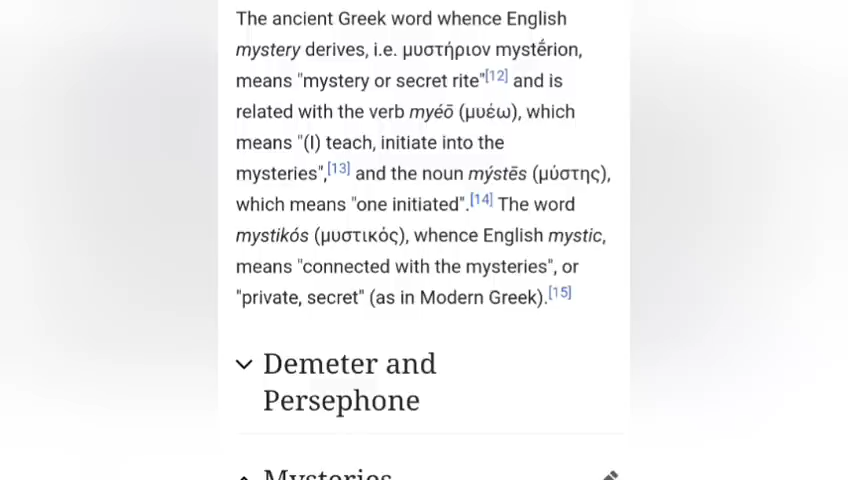 The ancient Greek word whence English
mystery derives, i.e. μυστήριον mystḗrion,
means "mystery or secret rite"[12] and is
related with the verb myéō (μυέω), which
means "(I) teach, initiate into the
mysteries",[13] and the noun mýstēs (μύστης),
which means "one initiated".[14] The word
mystikós (μυστικός), whence English mystic,
means "connected with the mysteries", or
"private, secret" (as in Modern Greek).[15]
Demeter and
Persephone
Mysteries